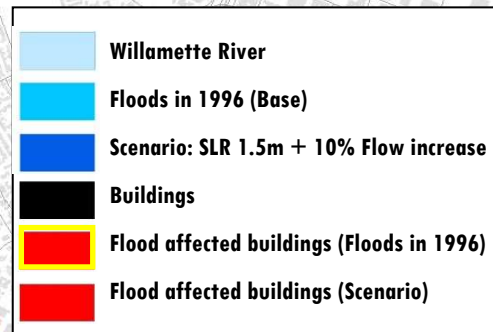 Willamette River
Floods in 1996 (Base)
Scenario: SLR 1.5m + 10% Flow increase
Buildings
Flood affected buildings (Floods in 1996)
Flood affected buildings (Scenario)